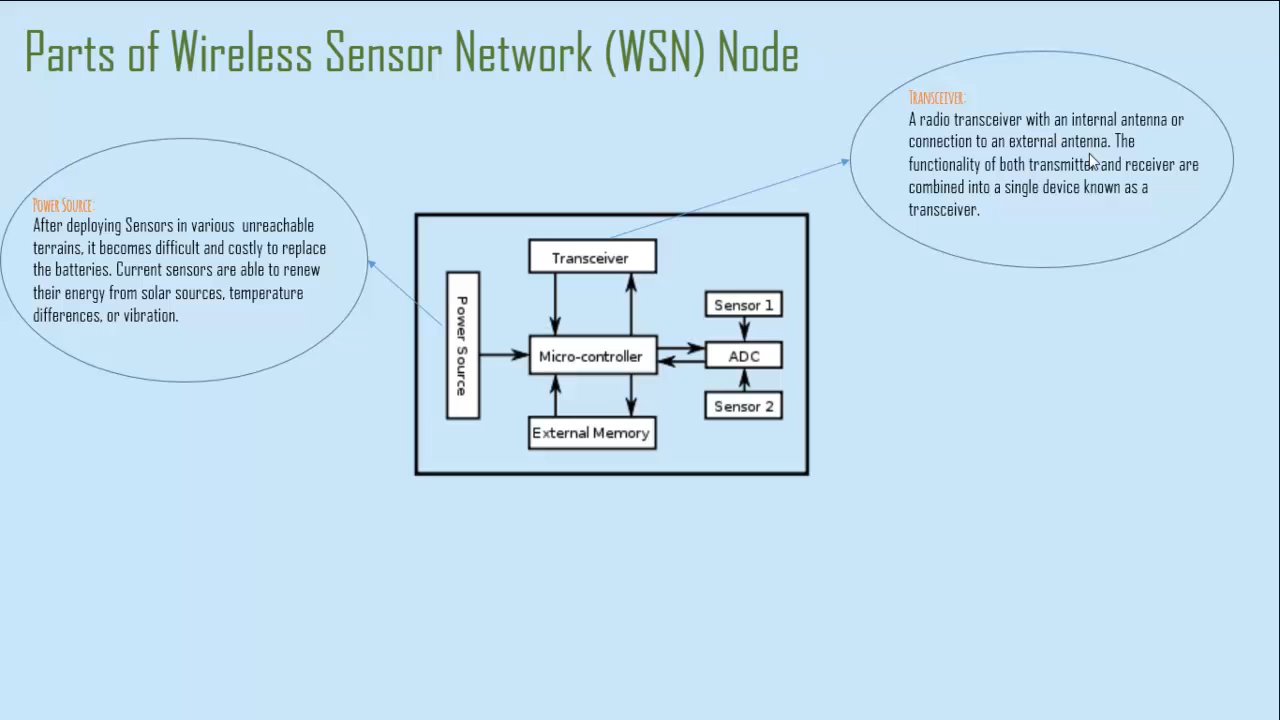 Parts of Wireless Sensor Network (WSN) Node
Transceiver:
A radio transceiver with an internal antenna or
connection to an external antenna. The
functionality of both transmitter and receiver are
combined into a single device known as a
transceiver.
Power Source:
After deploying Sensors in various unreachable
terrains, it becomes difficult and costly to replace
the batteries. Current sensors are able to renew
their energy from solar sources, temperature
differences, or vibration.
Transceiver
Power Source
Sensor 1
Micro-controller
ADC
Sensor 2
External Memory